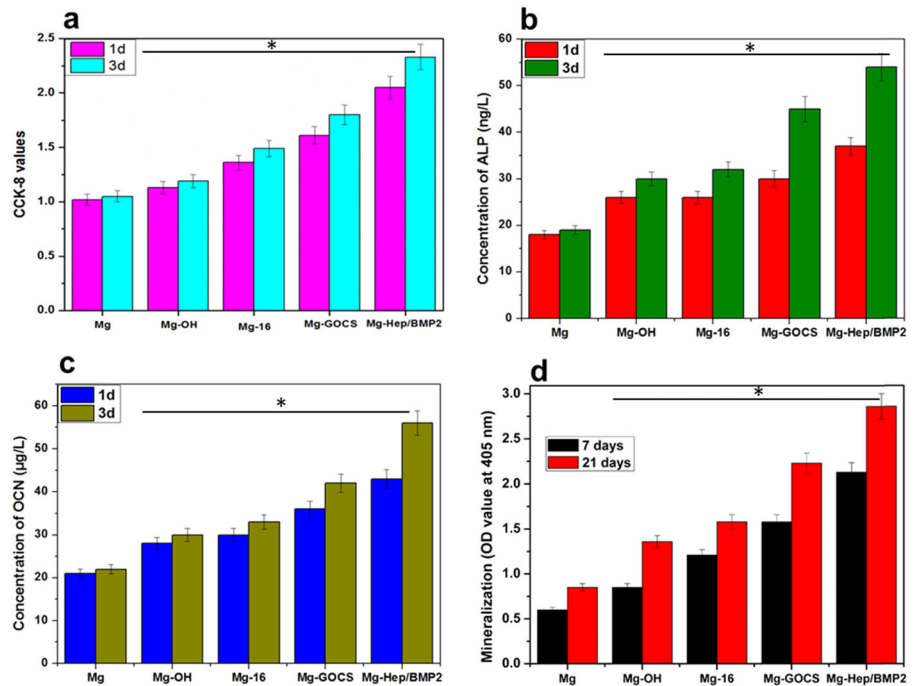 a
CCK-8 values
2.5
2.0
1.5
1.0
0.5
0.0
1d
3d
*
Mg Mg-OH Mg-16 Mg-GOCS Mg-Hep/BMP2
b
Concentration of ALP (ng/L)
60
50
40
30
20
10
0
1d
3d
*
Mg Mg-OH Mg-16 Mg-GOCS Mg-Hep/BMP2
c
Concentration of OCN (µg/L)
60
50
40
30
20
10
0
1d
3d
*
Mg Mg-OH Mg-16 Mg-GOCS Mg-Hep/BMP2
d
Mineralization (OD value at 405 nm)
3.0
2.5
2.0
1.5
1.0
0.5
0.0
7 days
21 days
*
Mg Mg-OH Mg-16 Mg-GOCS Mg-Hep/BMP2